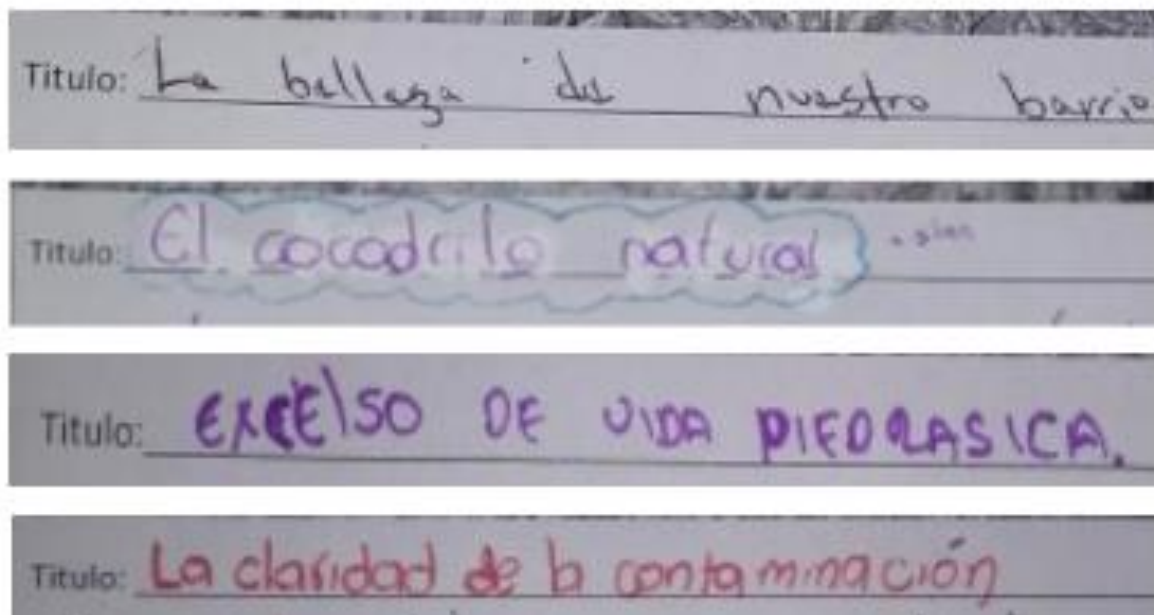 Titulo: La belleza de nuestro barrio
Titulo: El cocodrilo natural
Titulo: EXCElSO DE VIDA PIEDRASICA.
Titulo: La claridad de la contaminación